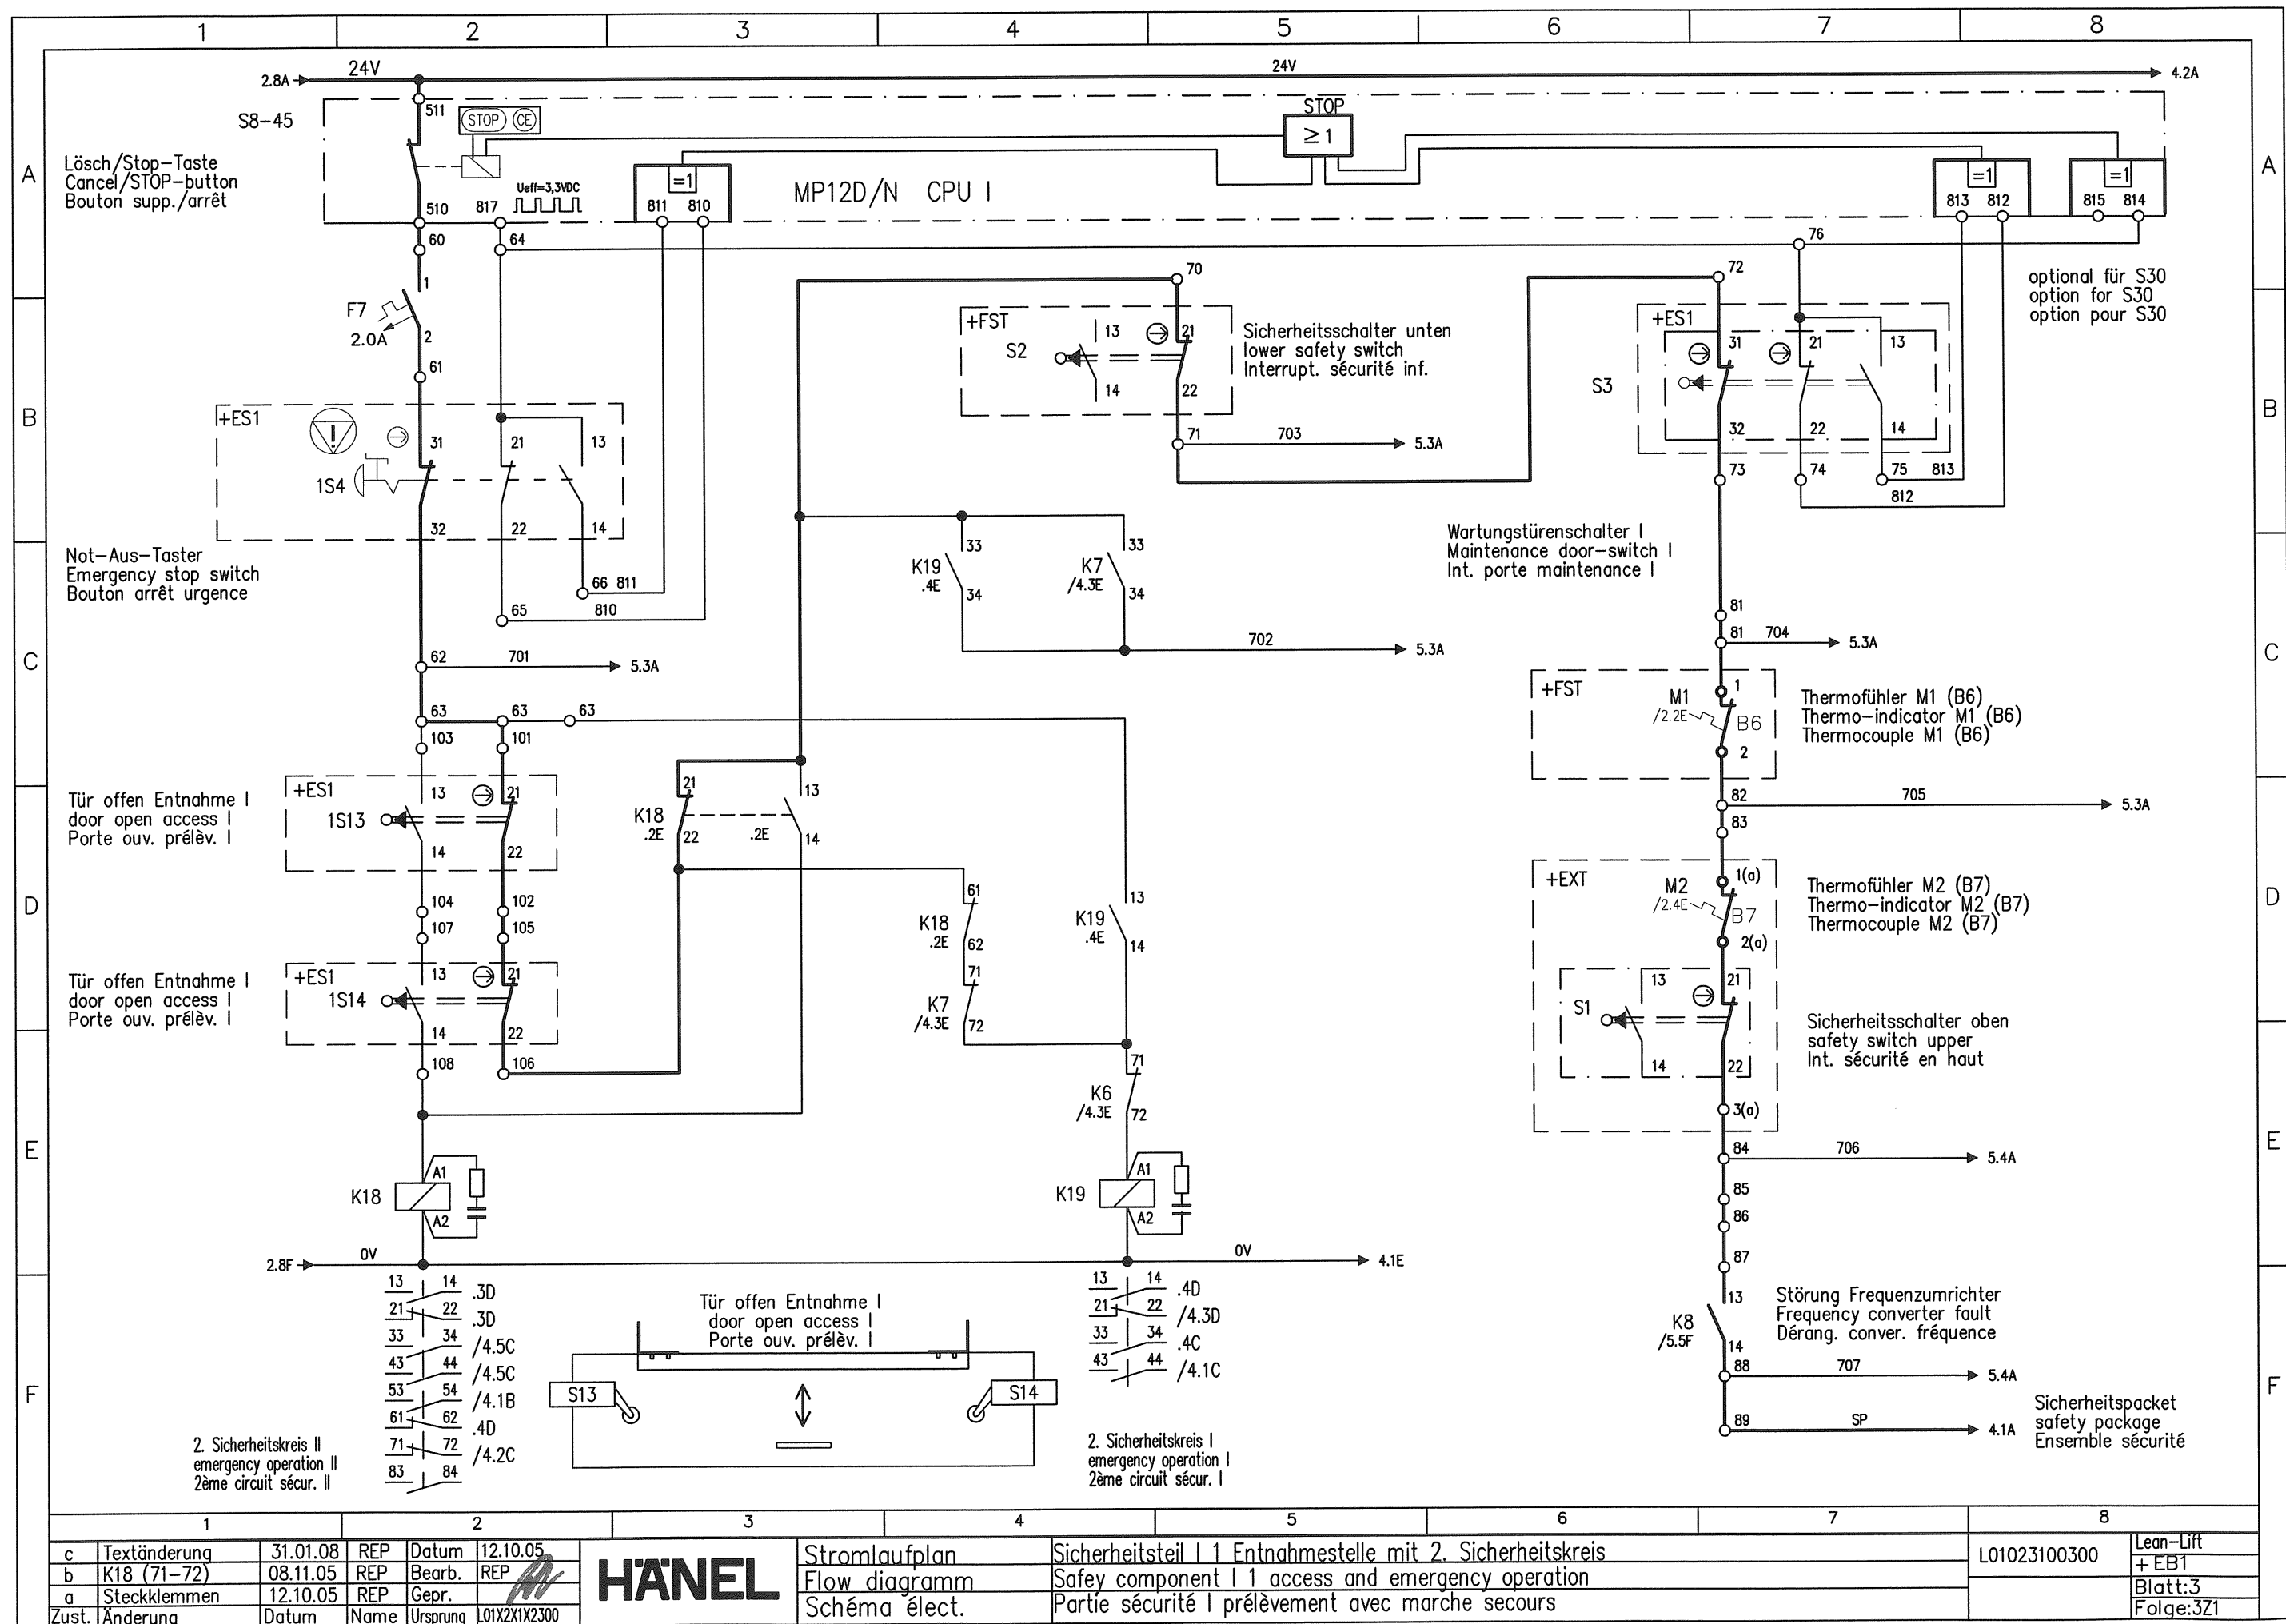 1 2 3 4 5 6 7 8
2.8A 24V 24V 4.2A
S8-45 511 STOP CE STOP
≥1
Lösch/Stop-Taste
Cancel/STOP-button
Bouton supp./arrêt
A A
Ueff=3,3VDC
=1 =1 =1
MP12D/N CPU I
510 817 811 810 813 812 815 814
60 64 76
70 72
optional für S30
option for S30
option pour S30
1
F7
2.0A 2
61
+FST 13 21
S2
14 22
Sicherheitsschalter unten
lower safety switch
Interrupt. sécurité inf.
+ES1
31 21 13
S3
32 22 14
B B
+ES1
31 21 13
1S4
32 22 14
71 703 5.3A
73 74 75 813
812
Not-Aus-Taster
Emergency stop switch
Bouton arrêt urgence
66 811
65 810
33 33
K19 K7
.4E /4.3E
34 34
Wartungstürenschalter I
Maintenance door-switch I
Int. porte maintenance I
81
C C
62 701 5.3A
702 5.3A
81 704 5.3A
+FST
M1 1
/2.2E B6
2
Thermofühler M1 (B6)
Thermo-indicator M1 (B6)
Thermocouple M1 (B6)
63 63 63
103 101
Tür offen Entnahme I
door open access I
Porte ouv. prélèv. I
+ES1 13 21
1S13
14 22
21 13
K18
.2E 22 .2E 14
82 705 5.3A
83
D D
104 102
107 105
61
K18
.2E 62
13
K19
.4E 14
+EXT
M2 1(a)
/2.4E B7
2(a)
Thermofühler M2 (B7)
Thermo-indicator M2 (B7)
Thermocouple M2 (B7)
Tür offen Entnahme I
door open access I
Porte ouv. prélèv. I
+ES1 13 21
1S14
14 22
71
K7
/4.3E 72
13 21
S1
14 22
Sicherheitsschalter oben
safety switch upper
Int. sécurité en haut
108 106
71
K6
/4.3E 72
3(a)
E E
84 706 5.4A
A1
K18
A2
A1
K19
A2
85
86
87
2.8F 0V 0V 4.1E
13 14 .3D
21 22 .3D
33 34 /4.5C
43 44 /4.5C
53 54 /4.1B
61 62 .4D
71 72 /4.2C
83 84
Tür offen Entnahme I
door open access I
Porte ouv. prélèv. I
S13 S14
13 14 .4D
21 22 /4.3D
33 34 .4C
43 44 /4.1C
13
K8
/5.5F 14
Störung Frequenzumrichter
Frequency converter fault
Dérang. conver. fréquence
F F
88 707 5.4A
89 SP 4.1A
Sicherheitspacket
safety package
Ensemble sécurité
2. Sicherheitskreis II
emergency operation II
2ème circuit sécur. II
2. Sicherheitskreis I
emergency operation I
2ème circuit sécur. I
1 2 3 4 5 6 7 8
c Textänderung 31.01.08 REP Datum 12.10.05
b K18 (71-72) 08.11.05 REP Bearb. REP
a Steckklemmen 12.10.05 REP Gepr.
Zust. Änderung Datum Name Ursprung L01X2X1X2300
HÄNEL
Stromlaufplan
Flow diagramm
Schéma élect.
Sicherheitsteil I 1 Entnahmestelle mit 2. Sicherheitskreis
Safey component I 1 access and emergency operation
Partie sécurité I prélèvement avec marche secours
L01023100300
Lean-Lift
+EB1
Blatt:3
Folge:3Z1